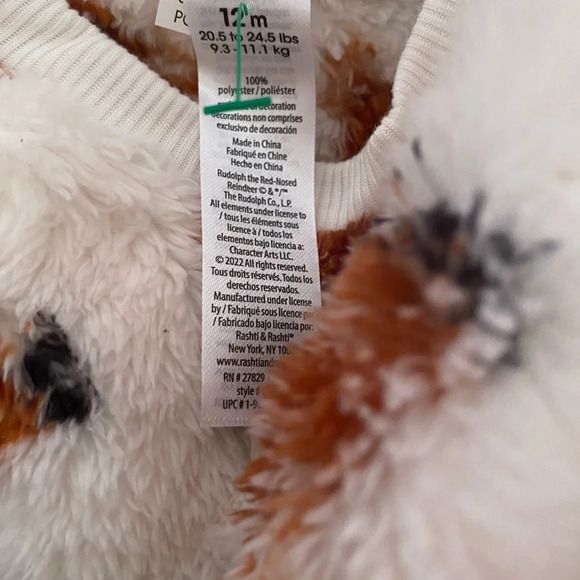 12 m
20.5 to 24.5 lbs
9.3 - 11.1 kg
100%
polyester/poliéster
of decoration
décorations non comprises
exclusivo de decoración
Made in China
Fabriqué en Chine
Hecho en China
Rudolph the Red-Nosed
Reindeer © & ®/™
The Rudolph Co., L.P.
All elements under license to
/ tous les éléments sous
licence à / todos los
elementos bajo licencia a:
Character Arts LLC.
© 2022 All rights reserved.
Tous droits réservés. Todos los
derechos reservados.
Manufactured under license
by / Fabriqué sous licence
/ Fabricado bajo licencia por:
Rashti & Rashti®
New York, NY
RN # 27829
style #
UPC #